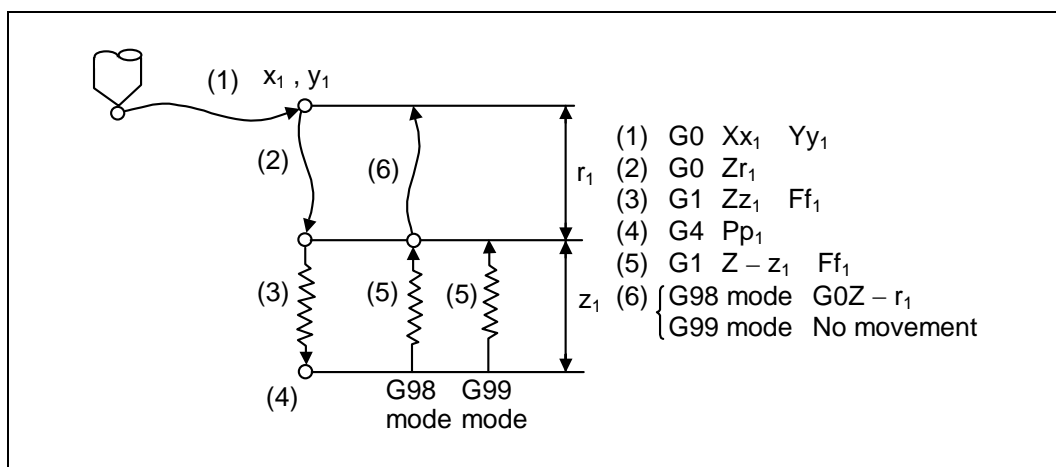 (1) x₁ , y₁
(2)
(6)
r₁
(3)
(5)
(5)
z₁
(4)
G98 mode
G99 mode
(1) G0 Xx₁ Yy₁
(2) G0 Zr₁
(3) G1 Zz₁ Ff₁
(4) G4 Pp₁
(5) G1 Z – z₁ Ff₁
(6) G98 mode G0Z – r₁
G99 mode No movement